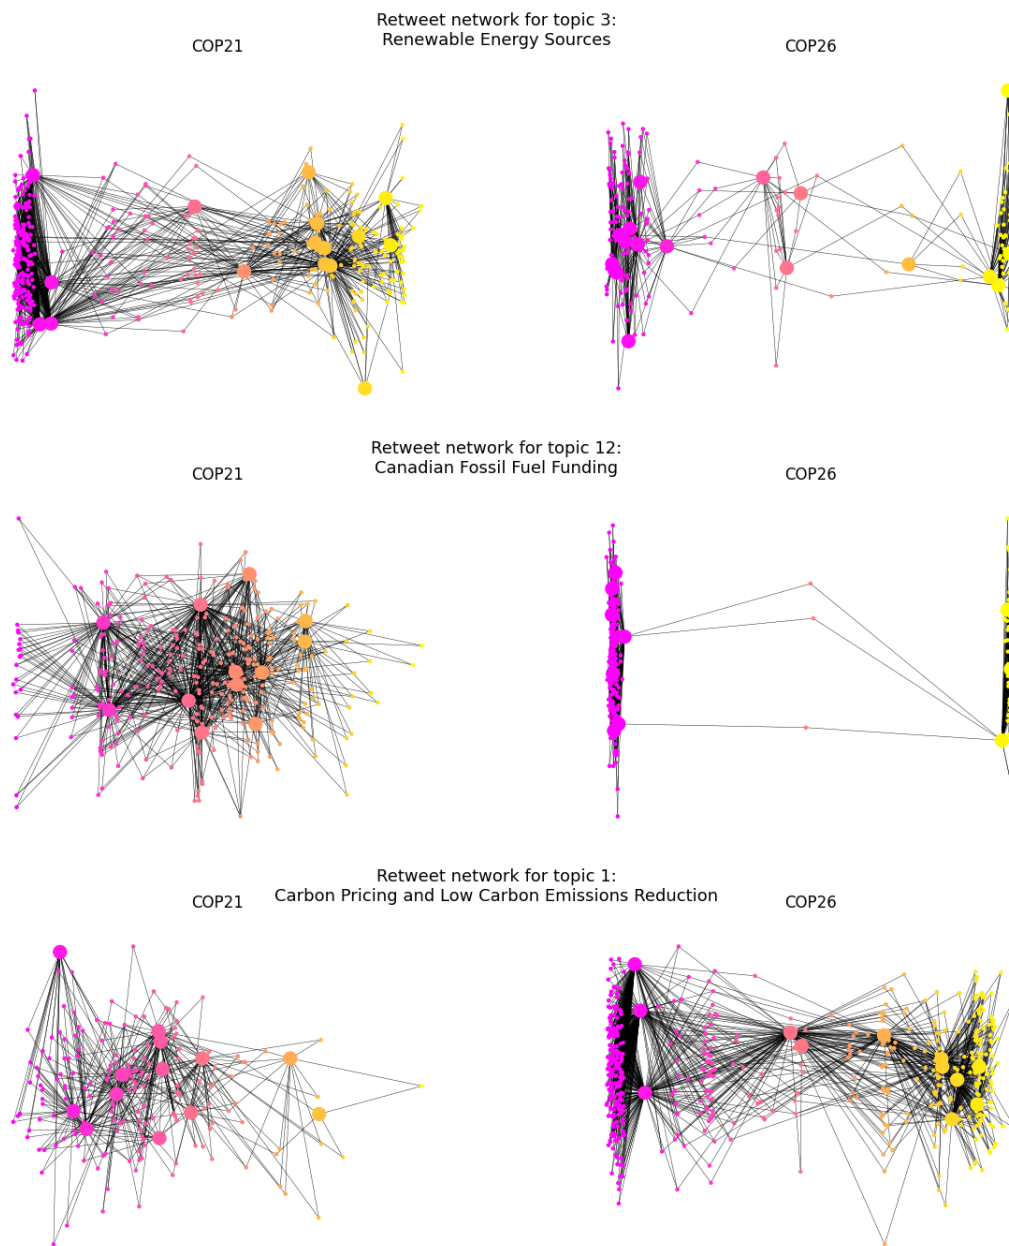 Retweet network for topic 3:
Renewable Energy Sources
COP21
COP26
Retweet network for topic 12:
Canadian Fossil Fuel Funding
COP21
COP26
Retweet network for topic 1:
Carbon Pricing and Low Carbon Emissions Reduction
COP21
COP26